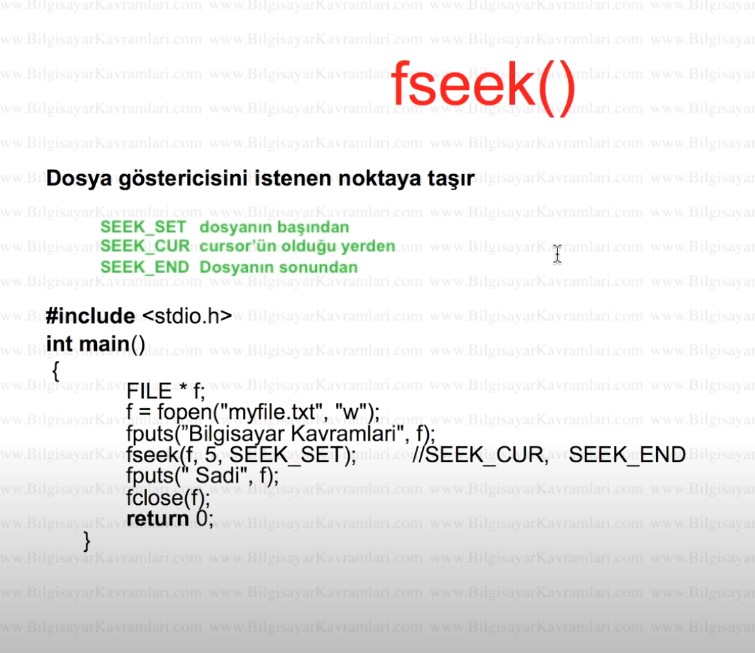 fseek()
Dosya göstericisini istenen noktaya taşır
SEEK_SET dosyanın başından
SEEK_CUR cursor'ün olduğu yerden
SEEK_END Dosyanın sonundan
#include <stdio.h>
int main()
{
FILE * f;
f = fopen("myfile.txt", "w");
fputs("Bilgisayar Kavramlari", f);
fseek(f, 5, SEEK_SET); //SEEK_CUR, SEEK_END
fputs(" Sadi", f);
fclose(f);
return 0;
}
www.BilgisayarKavramlari.com